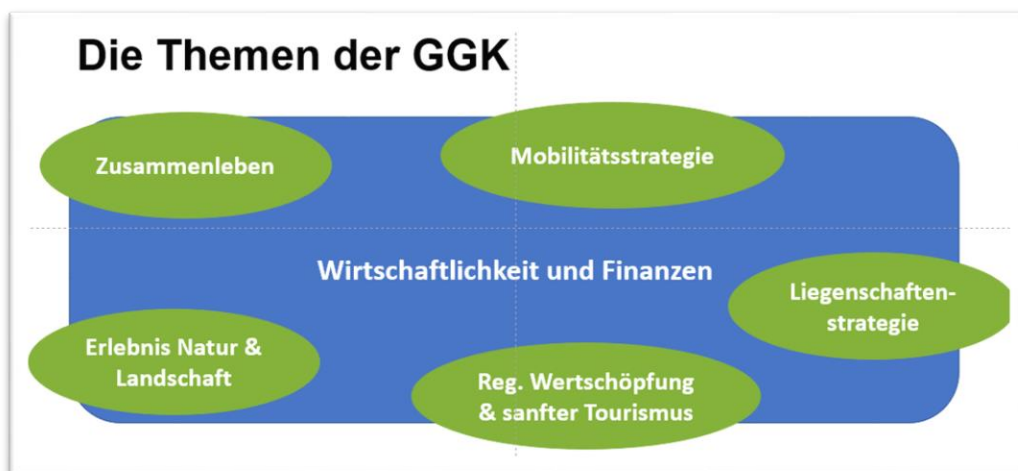 Die Themen der GGK
Zusammenleben
Mobilitätsstrategie
Wirtschaftlichkeit und Finanzen
Liegenschaften-
strategie
Erlebnis Natur &
Landschaft
Reg. Wertschöpfung
& sanfter Tourismus